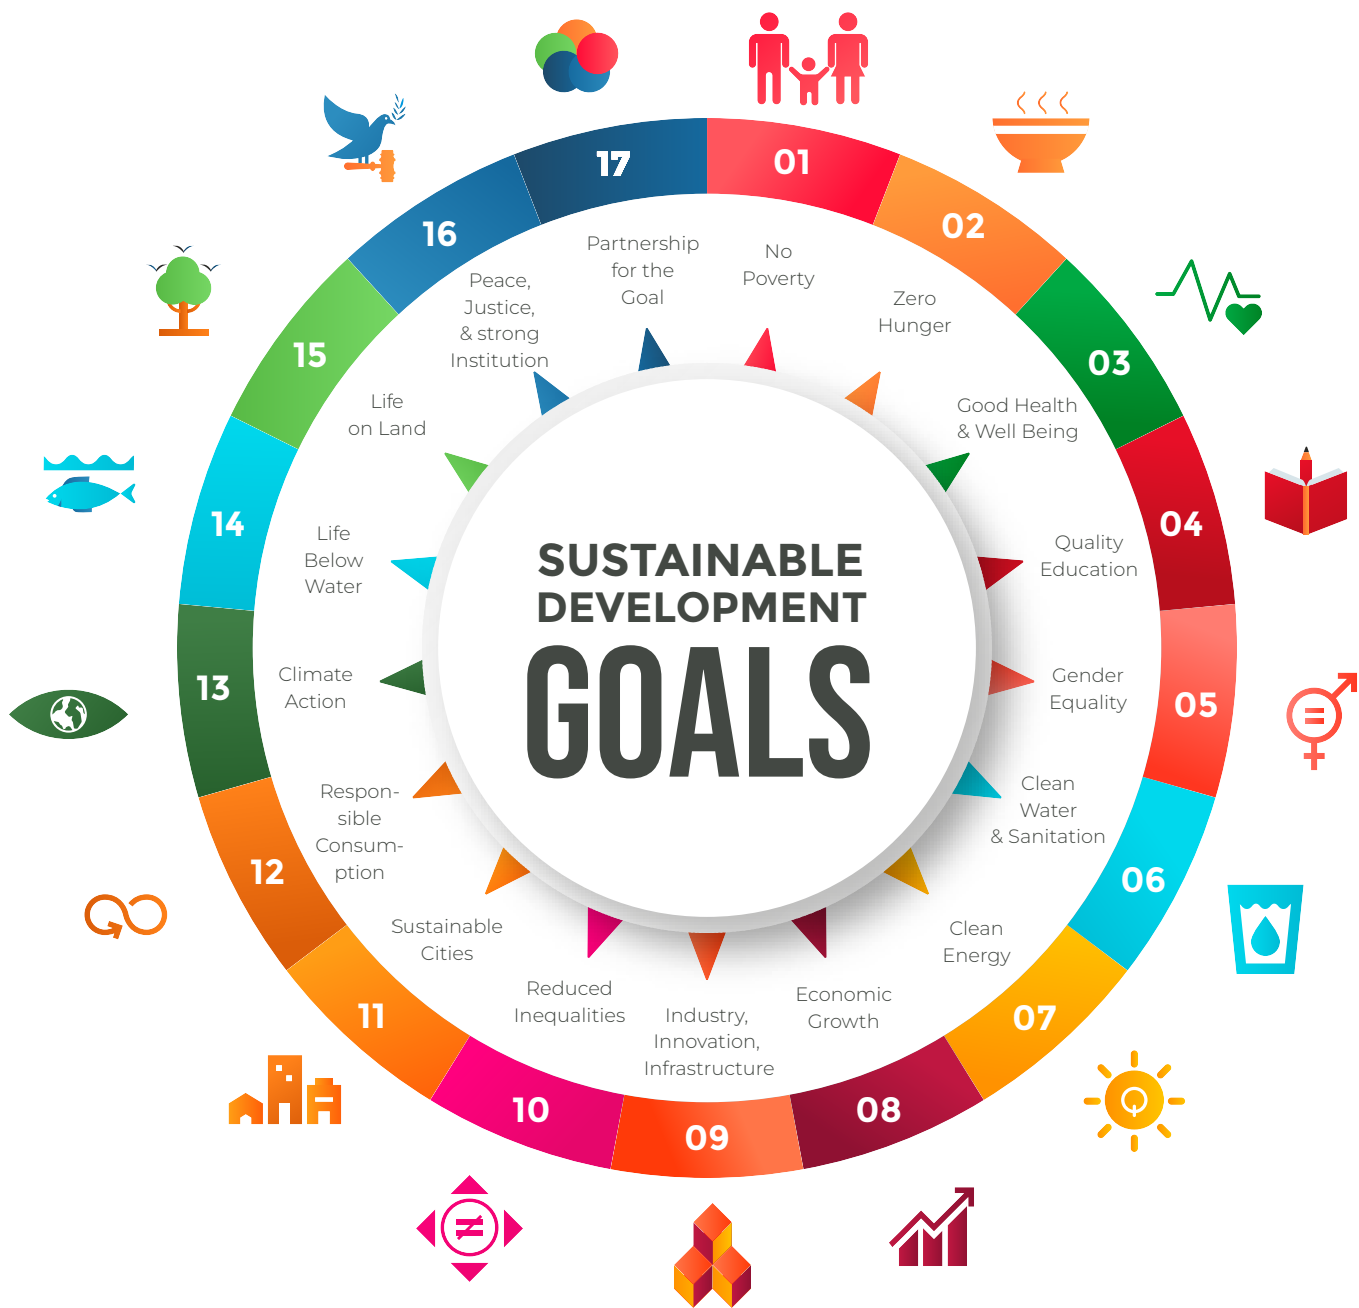 SUSTAINABLE
DEVELOPMENT
GOALS
01
No
Poverty
02
Zero
Hunger
03
Good Health
& Well Being
04
Quality
Education
05
Gender
Equality
06
Clean
Water
& Sanitation
07
Clean
Energy
08
Economic
Growth
09
Industry,
Innovation,
Infrastructure
10
Reduced
Inequalities
11
Sustainable
Cities
12
Respon-
sible
Consum-
ption
13
Climate
Action
14
Life
Below
Water
15
Life
on Land
16
Peace,
Justice,
& strong
Institution
17
Partnership
for the
Goal